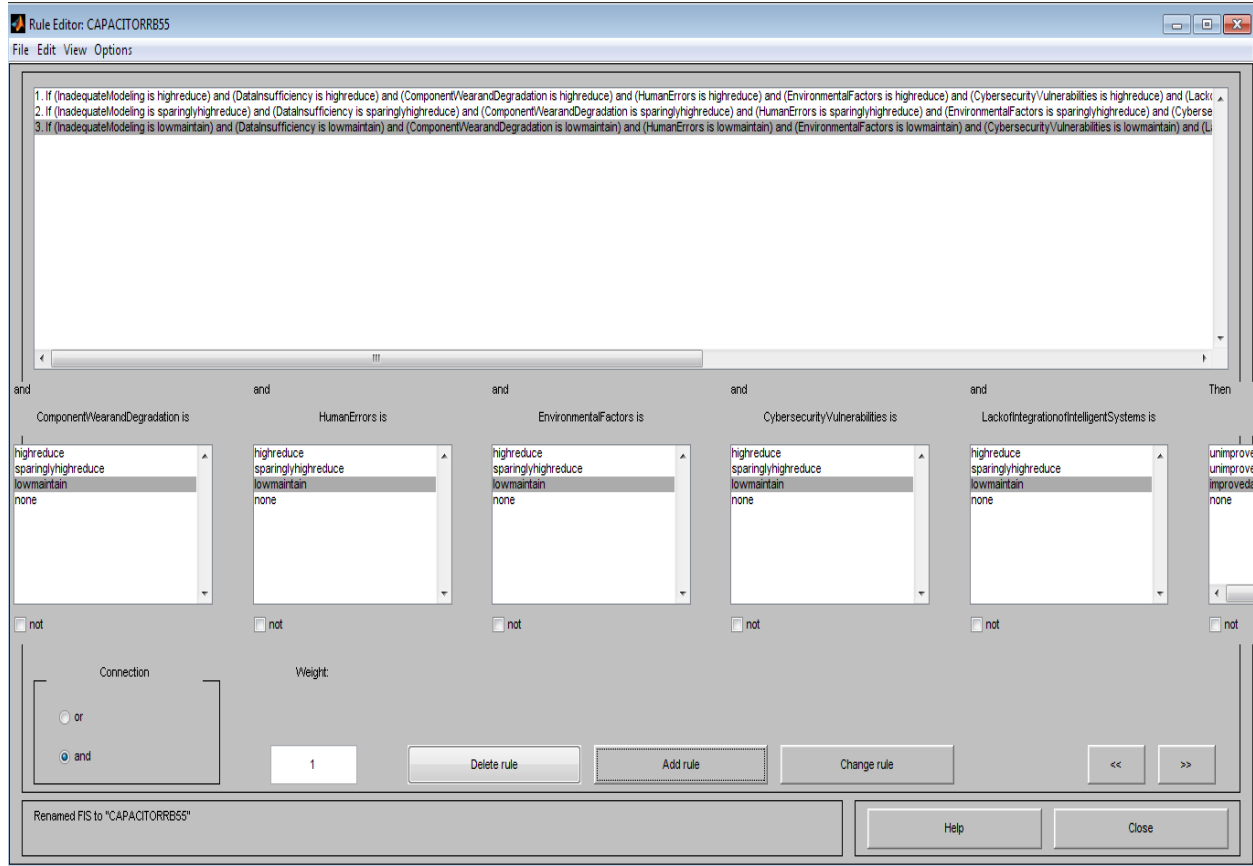 Rule Editor: CAPACITORRB55
File Edit View Options
1. If (InadequateModeling is highreduce) and (DataInsufficiency is highreduce) and (ComponentWearandDegradation is highreduce) and (HumanErrors is highreduce) and (EnvironmentalFactors is highreduce) and (CybersecurityVulnerabilities is highreduce) and (Lackc
2. If (InadequateModeling is sparinglyhighreduce) and (DataInsufficiency is sparinglyhighreduce) and (ComponentWearandDegradation is sparinglyhighreduce) and (HumanErrors is sparinglyhighreduce) and (EnvironmentalFactors is sparinglyhighreduce) and (Cyberse
3. If (InadequateModeling is lowmaintain) and (DataInsufficiency is lowmaintain) and (ComponentWearandDegradation is lowmaintain) and (HumanErrors is lowmaintain) and (EnvironmentalFactors is lowmaintain) and (CybersecurityVulnerabilities is lowmaintain) and (La
and and and and and Then
ComponentWearandDegradation is HumanErrors is EnvironmentalFactors is CybersecurityVulnerabilities is LackofIntegrationofIntelligentSystems is
highreduce highreduce highreduce highreduce highreduce unimprove
sparinglyhighreduce sparinglyhighreduce sparinglyhighreduce sparinglyhighreduce sparinglyhighreduce unimprove
lowmaintain lowmaintain lowmaintain lowmaintain lowmaintain improveda
none none none none none none
not not not not not not
Connection Weight:
or
and 1 Delete rule Add rule Change rule << >>
Renamed FIS to "CAPACITORRB55"
Help Close